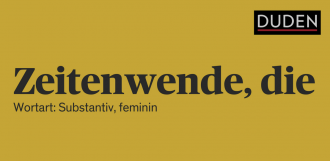 DUDEN
Zeitenwende, die
Wortart: Substantiv, feminin